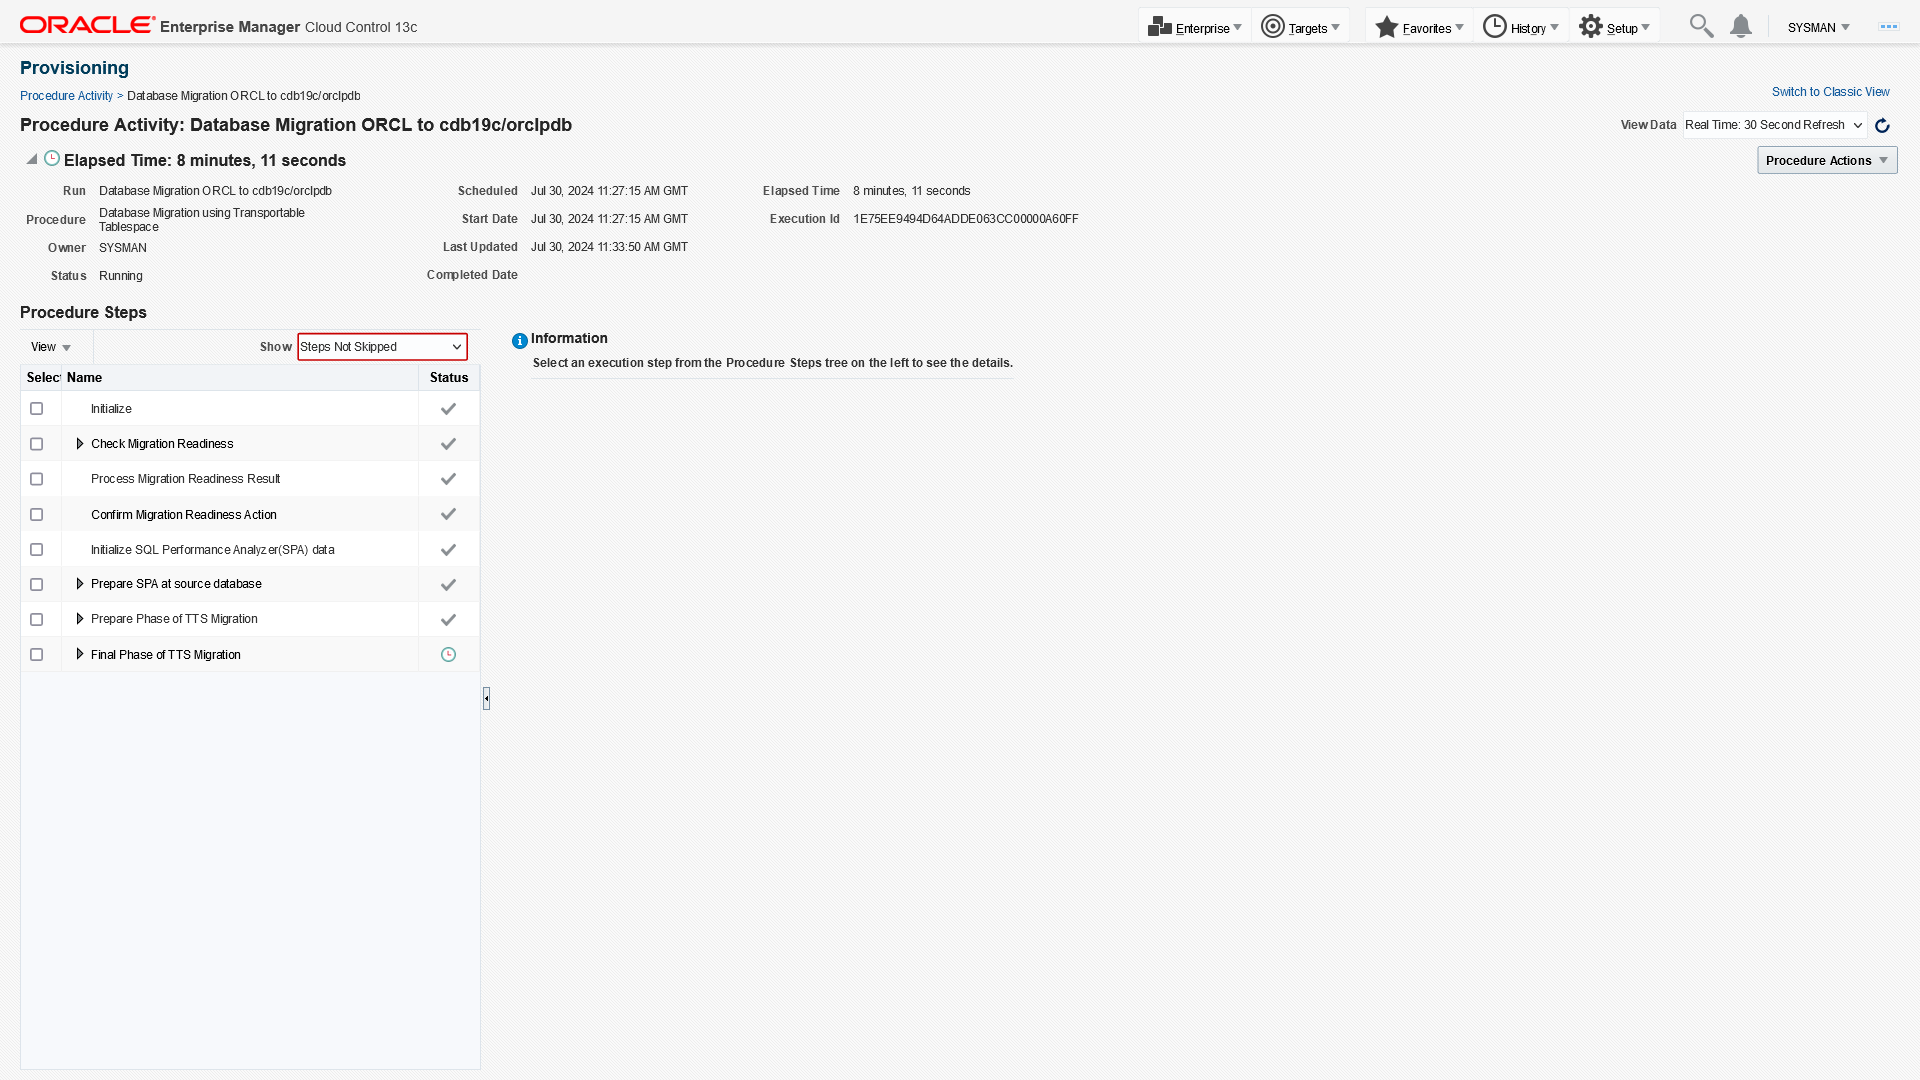 ORACLE Enterprise Manager Cloud Control 13c
Enterprise
Targets
Favorites
History
Setup
SYSMAN
Provisioning
Procedure Activity > Database Migration ORCL to cdb19c/orclpdb
Switch to Classic View
Procedure Activity: Database Migration ORCL to cdb19c/orclpdb
View Data Real Time: 30 Second Refresh
Elapsed Time: 8 minutes, 11 seconds
Procedure Actions
Run Database Migration ORCL to cdb19c/orclpdb
Procedure Database Migration using Transportable
Tablespace
Owner SYSMAN
Status Running
Scheduled Jul 30, 2024 11:27:15 AM GMT
Start Date Jul 30, 2024 11:27:15 AM GMT
Last Updated Jul 30, 2024 11:33:50 AM GMT
Completed Date
Elapsed Time 8 minutes, 11 seconds
Execution Id 1E75EE9494D64ADDE063CC00000A60FF
Procedure Steps
View
Show Steps Not Skipped
Selec Name Status
Initialize
Check Migration Readiness
Process Migration Readiness Result
Confirm Migration Readiness Action
Initialize SQL Performance Analyzer(SPA) data
Prepare SPA at source database
Prepare Phase of TTS Migration
Final Phase of TTS Migration
Information
Select an execution step from the Procedure Steps tree on the left to see the details.